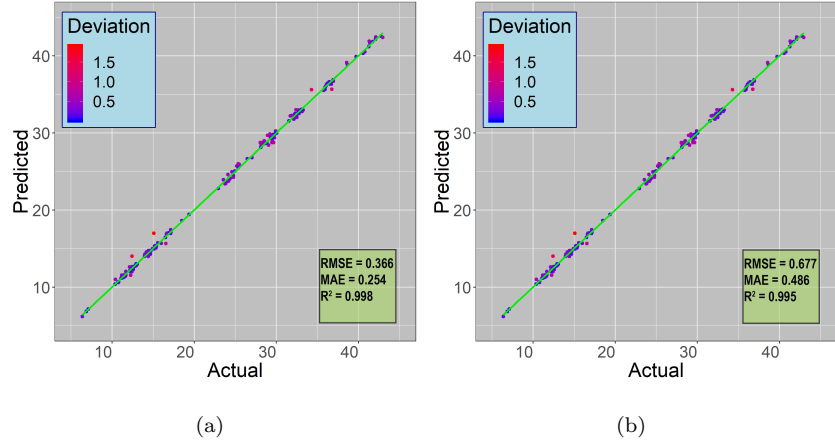 Deviation
1.5
1.0
0.5
40
30
20
10
Predicted
RMSE = 0.366
MAE = 0.254
R² = 0.998
10 20 30 40
Actual
(a)
Deviation
1.5
1.0
0.5
40
30
20
10
Predicted
RMSE = 0.677
MAE = 0.486
R² = 0.995
10 20 30 40
Actual
(b)